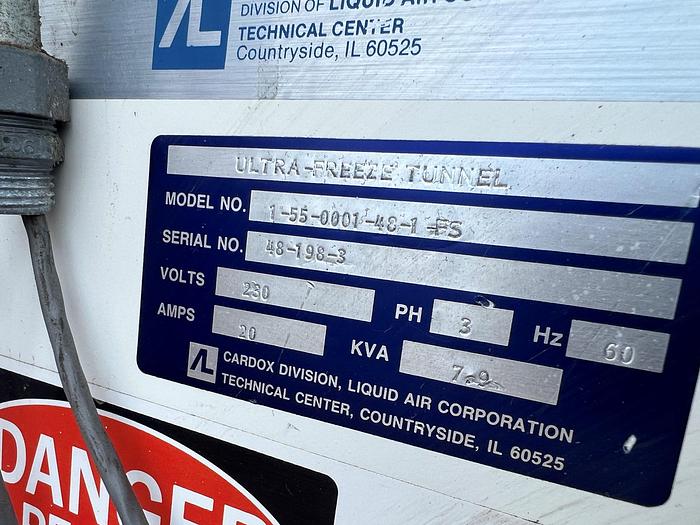 DIVISION OF LIQUID AIR
TECHNICAL CENTER
Countryside, IL 60525
ULTRA-FREEZE TUNNEL
MODEL NO. 1-55-0001-48-1-FS
SERIAL NO. 48-198-3
VOLTS 230 PH 3 Hz 60
AMPS 20 KVA 7.9
AL CARDOX DIVISION, LIQUID AIR CORPORATION
TECHNICAL CENTER, COUNTRYSIDE, IL 60525
DANGER